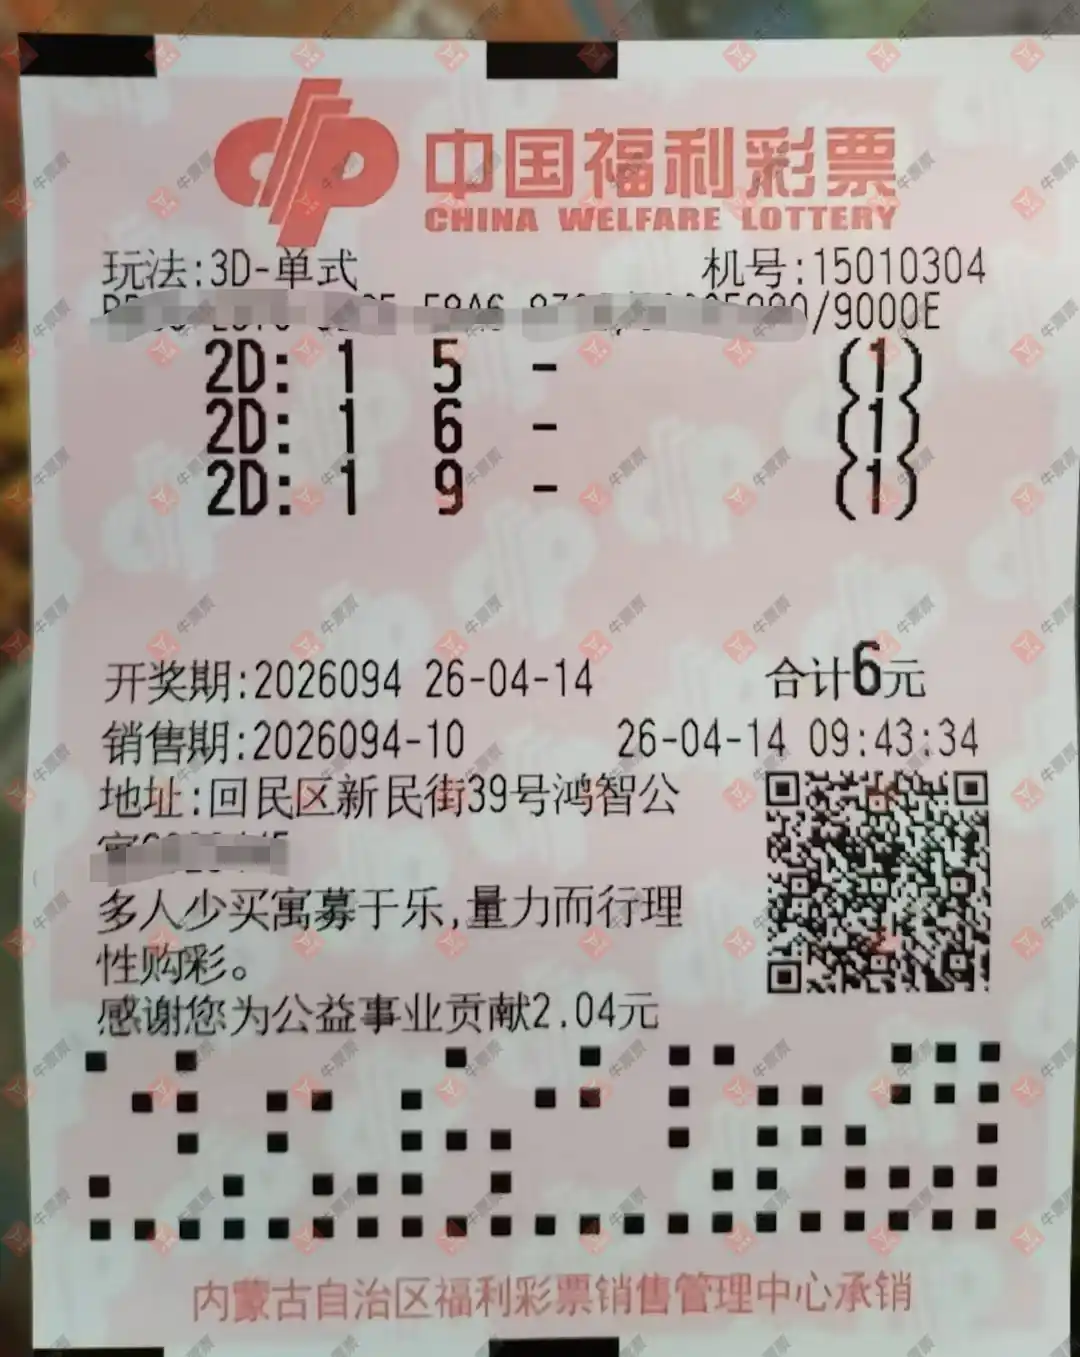 中国福利彩票
CHINA WELFARE LOTTERY
玩法:3D-单式 机号:15010304
/9000E
2D: 1 5 - (1)
2D: 1 6 - (1)
2D: 1 9 - (1)
开奖期:2026094 26-04-14 合计6元
销售期:2026094-10 26-04-14 09:43:34
地址:回民区新民街39号鸿智公
多人少买寓募于乐,量力而行理
性购彩。
感谢您为公益事业贡献2.04元
内蒙古自治区福利彩票销售管理中心承销
牛票票